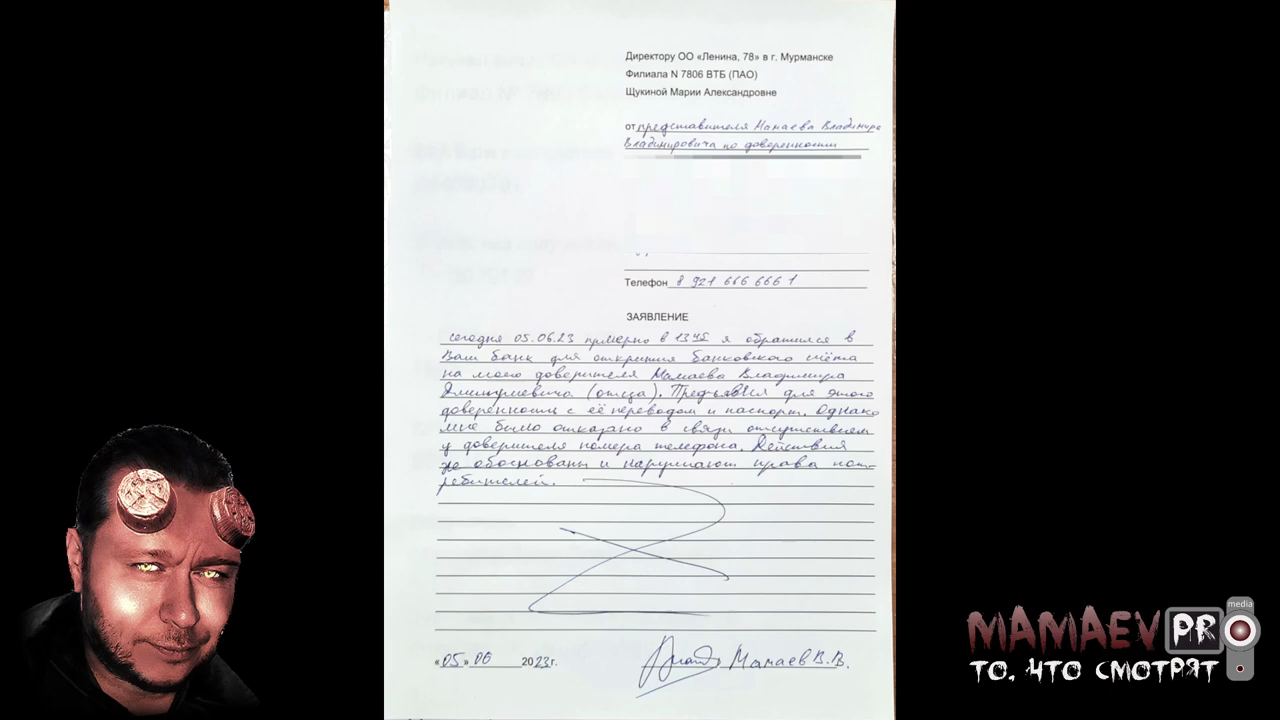 Директору ОО «Ленина, 78» в г. Мурманске
Филиала N 7806 ВТБ (ПАО)
Щукиной Марии Александровне
от представителя Мамаева Владимира
Владимировича по доверенности
Телефон 8 921 666 666 1
ЗАЯВЛЕНИЕ
сегодня 05.06.23 примерно в 13 45 я обратился в
Ваш банк для открытия банковского счёта
на моего доверителя Мамаева Владимира
Дмитриевича (отца). Предъявил для этого
доверенность с её переводом и паспорт. Однако
мне было отказано в связи отсутствием
у доверителя номера телефона. Действия
не обоснованы и нарушают права пот-
ребителей.
«05» 06 2023г.
Мамаев В.В.
MAMAEV PRO
media
ТО, ЧТО СМОТРЯТ